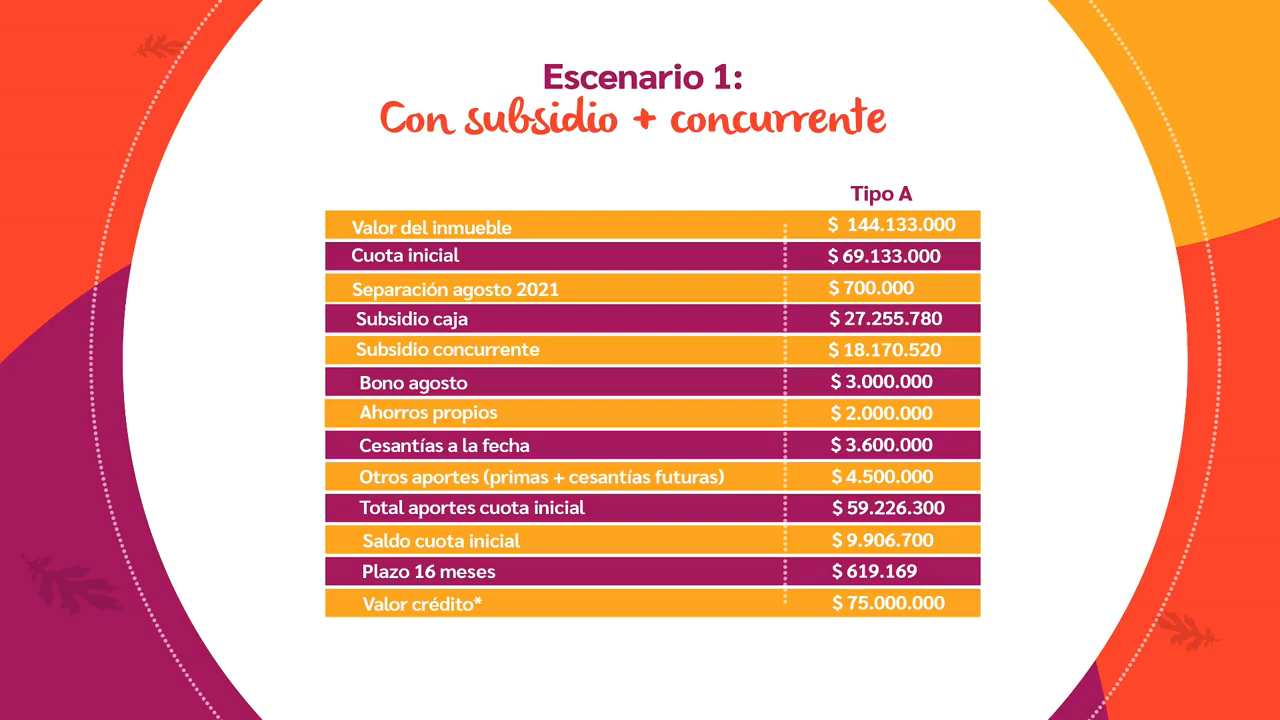 Escenario 1:
Con subsidio + concurrente
Tipo A
Valor del inmueble $ 144.133.000
Cuota inicial $ 69.133.000
Separación agosto 2021 $ 700.000
Subsidio caja $ 27.255.780
Subsidio concurrente $ 18.170.520
Bono agosto $ 3.000.000
Ahorros propios $ 2.000.000
Cesantías a la fecha $ 3.600.000
Otros aportes (primas + cesantías futuras) $ 4.500.000
Total aportes cuota inicial $ 59.226.300
Saldo cuota inicial $ 9.906.700
Plazo 16 meses $ 619.169
Valor crédito* $ 75.000.000